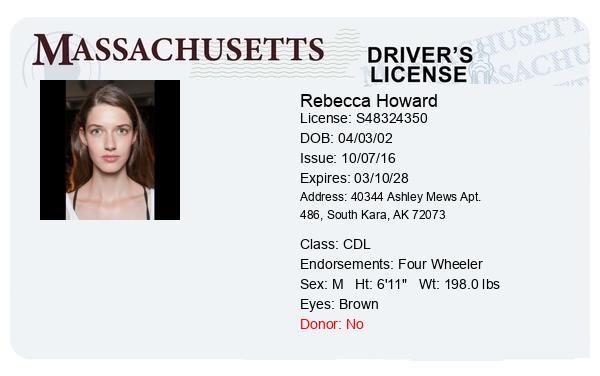 MASSACHUSETTS
DRIVER'S
LICENSE
Rebecca Howard
License: S48324350
DOB: 04/03/02
Issue: 10/07/16
Expires: 03/10/28
Address: 40344 Ashley Mews Apt.
486, South Kara, AK 72073
Class: CDL
Endorsements: Four Wheeler
Sex: M Ht: 6'11" Wt: 198.0 lbs
Eyes: Brown
Donor: No